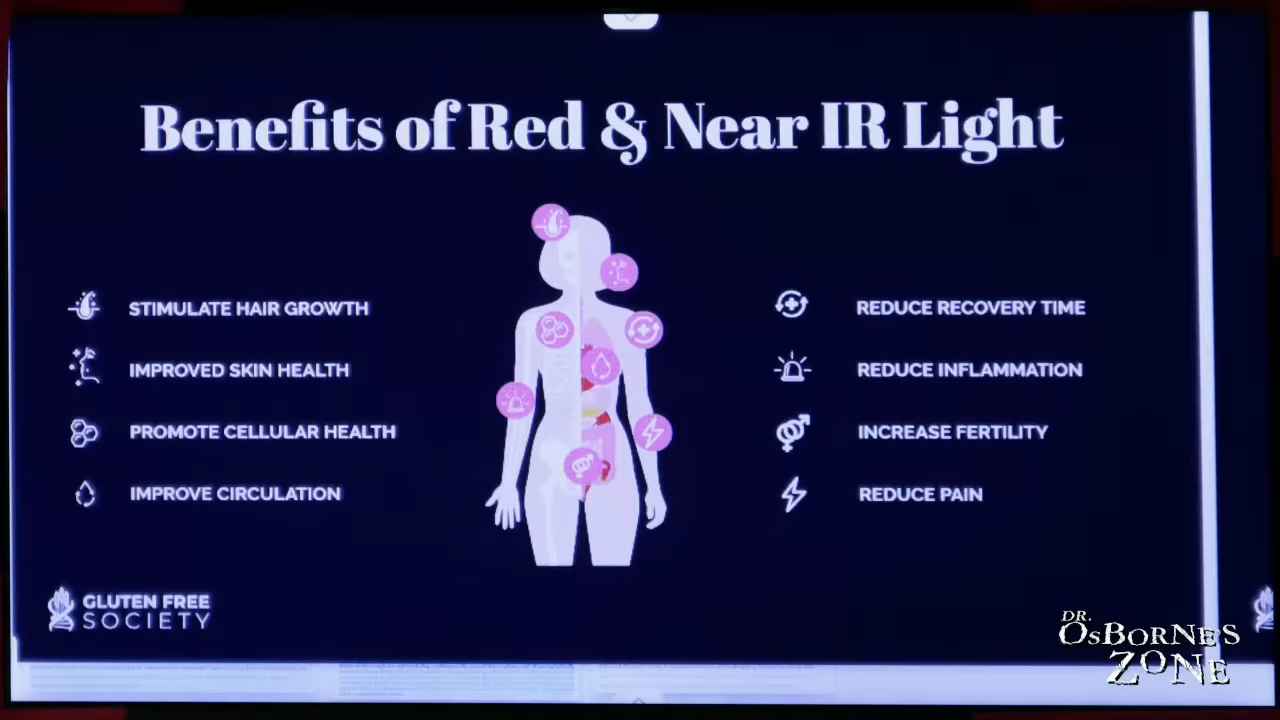 Benefits of Red & Near IR Light
STIMULATE HAIR GROWTH
IMPROVED SKIN HEALTH
PROMOTE CELLULAR HEALTH
IMPROVE CIRCULATION
REDUCE RECOVERY TIME
REDUCE INFLAMMATION
INCREASE FERTILITY
REDUCE PAIN
GLUTEN FREE
SOCIETY
DR.
OSBORNE'S
ZONE